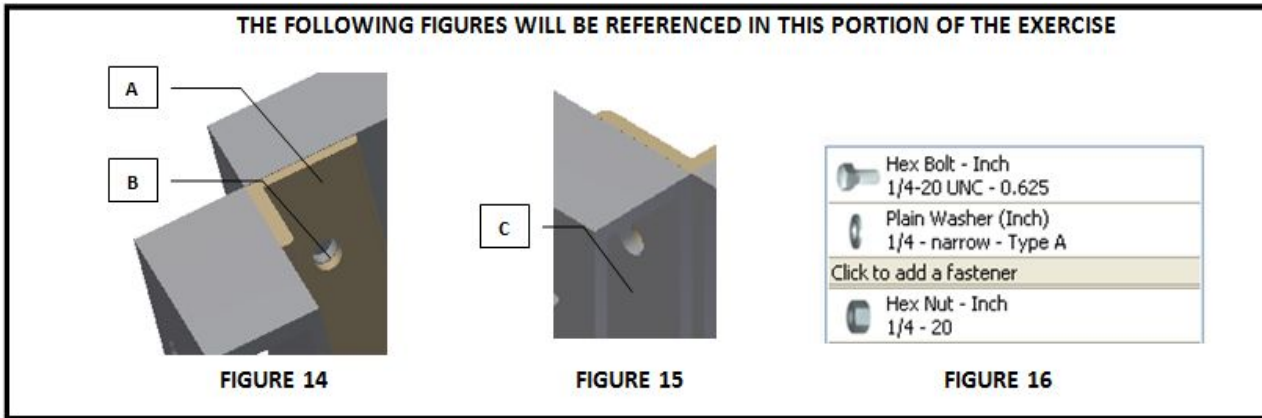 THE FOLLOWING FIGURES WILL BE REFERENCED IN THIS PORTION OF THE EXERCISE
A
B
C
Hex Bolt - Inch
1/4-20 UNC - 0.625
Plain Washer (Inch)
1/4 - narrow - Type A
Click to add a fastener
Hex Nut - Inch
1/4 - 20
FIGURE 14
FIGURE 15
FIGURE 16